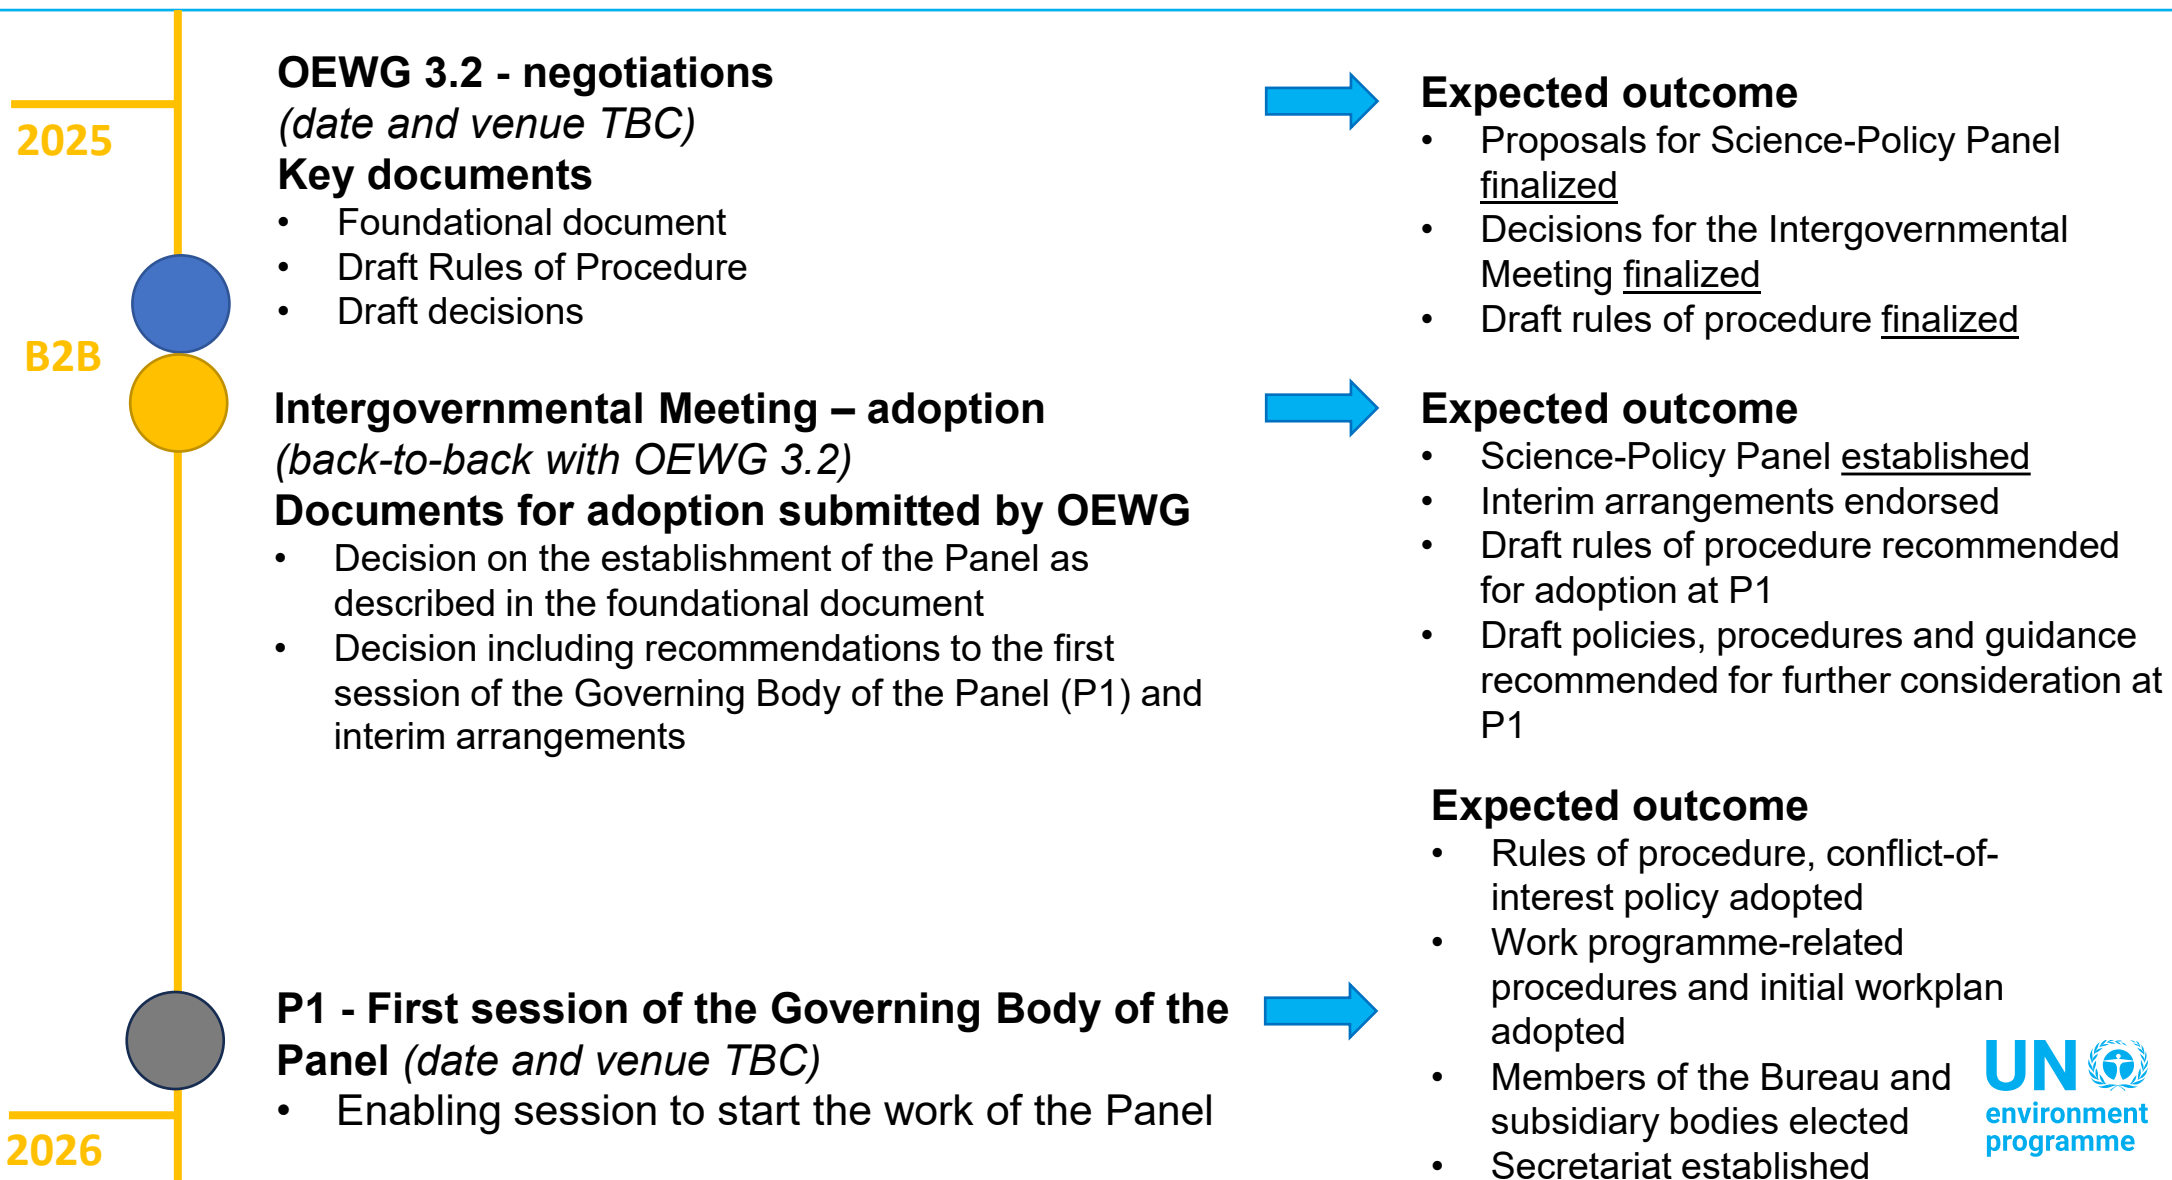 2025
OEWG 3.2 - negotiations
(date and venue TBC)
Key documents
• Foundational document
• Draft Rules of Procedure
• Draft decisions
Expected outcome
• Proposals for Science-Policy Panel
finalized
• Decisions for the Intergovernmental
Meeting finalized
• Draft rules of procedure finalized
B2B
Intergovernmental Meeting – adoption
(back-to-back with OEWG 3.2)
Documents for adoption submitted by OEWG
• Decision on the establishment of the Panel as
described in the foundational document
• Decision including recommendations to the first
session of the Governing Body of the Panel (P1) and
interim arrangements
Expected outcome
• Science-Policy Panel established
• Interim arrangements endorsed
• Draft rules of procedure recommended
for adoption at P1
• Draft policies, procedures and guidance
recommended for further consideration at
P1
P1 - First session of the Governing Body of the
Panel (date and venue TBC)
• Enabling session to start the work of the Panel
Expected outcome
• Rules of procedure, conflict-of-
interest policy adopted
• Work programme-related
procedures and initial workplan
adopted
• Members of the Bureau and
subsidiary bodies elected
• Secretariat established
2026
UN
environment
programme